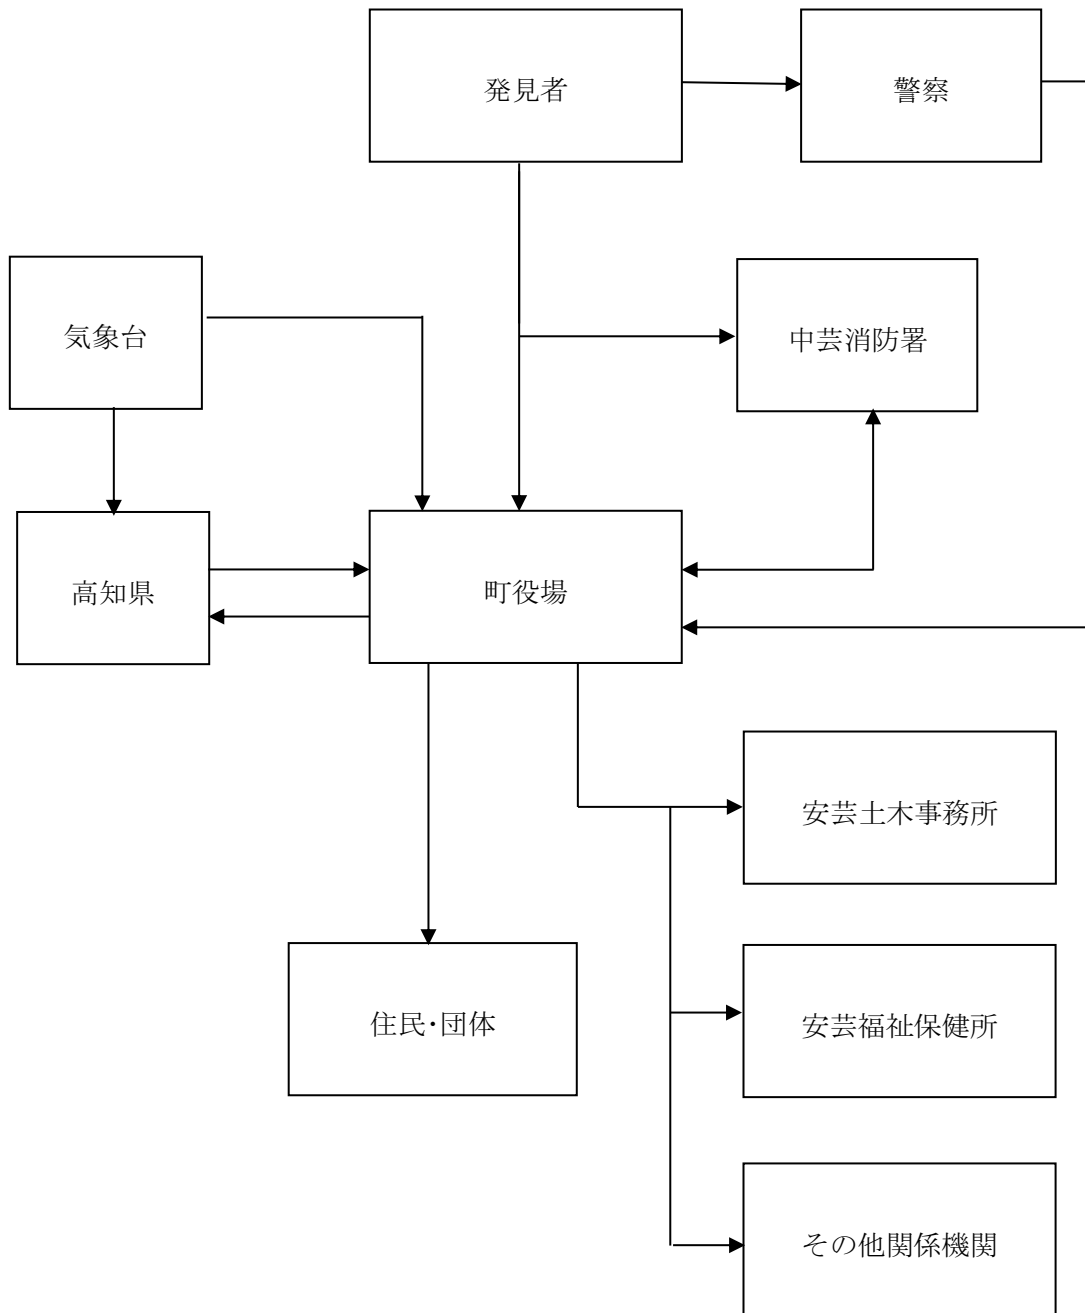 発見者
警察
気象台
中芸消防署
高知県
町役場
安芸土木事務所
住民・団体
安芸福祉保健所
その他関係機関